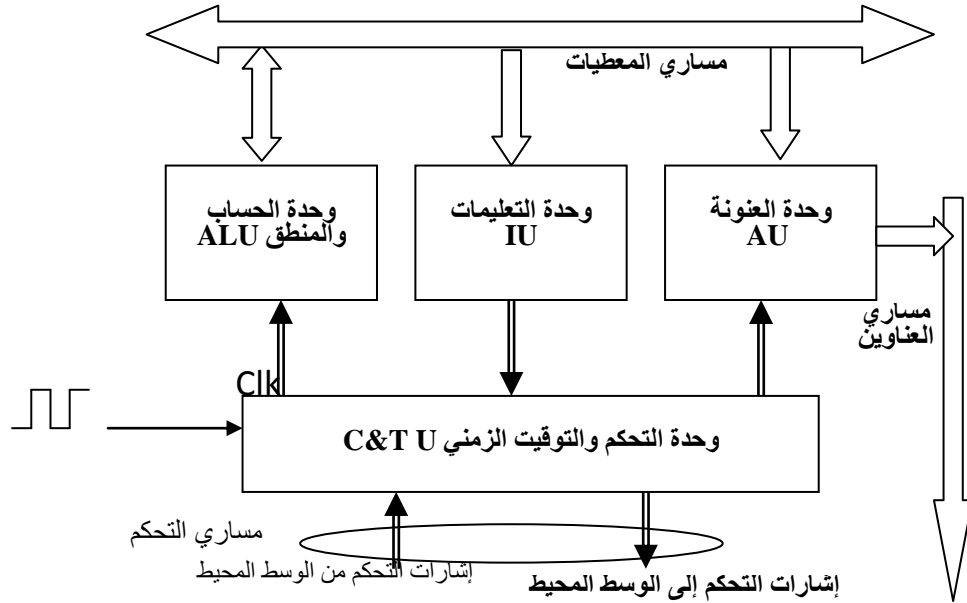 مساري المعطيات
وحدة الحساب
والمنطق ALU
وحدة التعليمات
IU
وحدة العنونة
AU
مساري
العناوين
Clk
وحدة التحكم والتوقيت الزمني C&T U
مساري التحكم
إشارات التحكم من الوسط المحيط
إشارات التحكم إلى الوسط المحيط